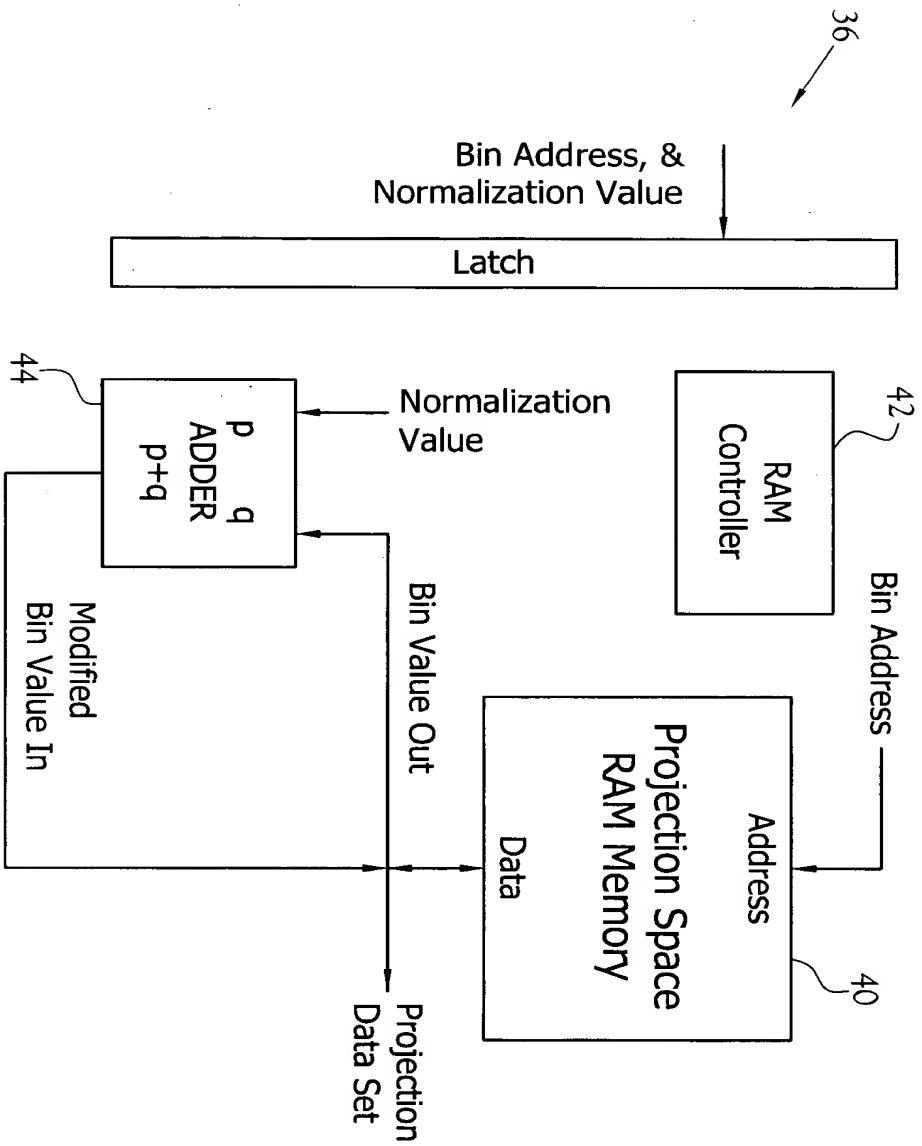 36
Bin Address, &
Normalization Value
Latch
42
RAM
Controller
Bin Address
Address
Projection Space
RAM Memory
Data
40
Normalization
Value
44
p q
ADDER
p+q
Bin Value Out
Modified
Bin Value In
Projection
Data Set